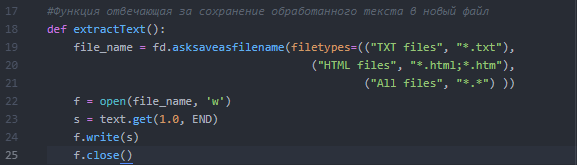 17 #Функция отвечающая за сохранение обработанного текста в новый файл
18 def extractText():
19     file_name = fd.asksaveasfilename(filetypes=(("TXT files", "*.txt"),
20                                         ("HTML files", "*.html;*.htm"),
21                                                 ("All files", "*.*") ))
22     f = open(file_name, 'w')
23     s = text.get(1.0, END)
24     f.write(s)
25     f.close()